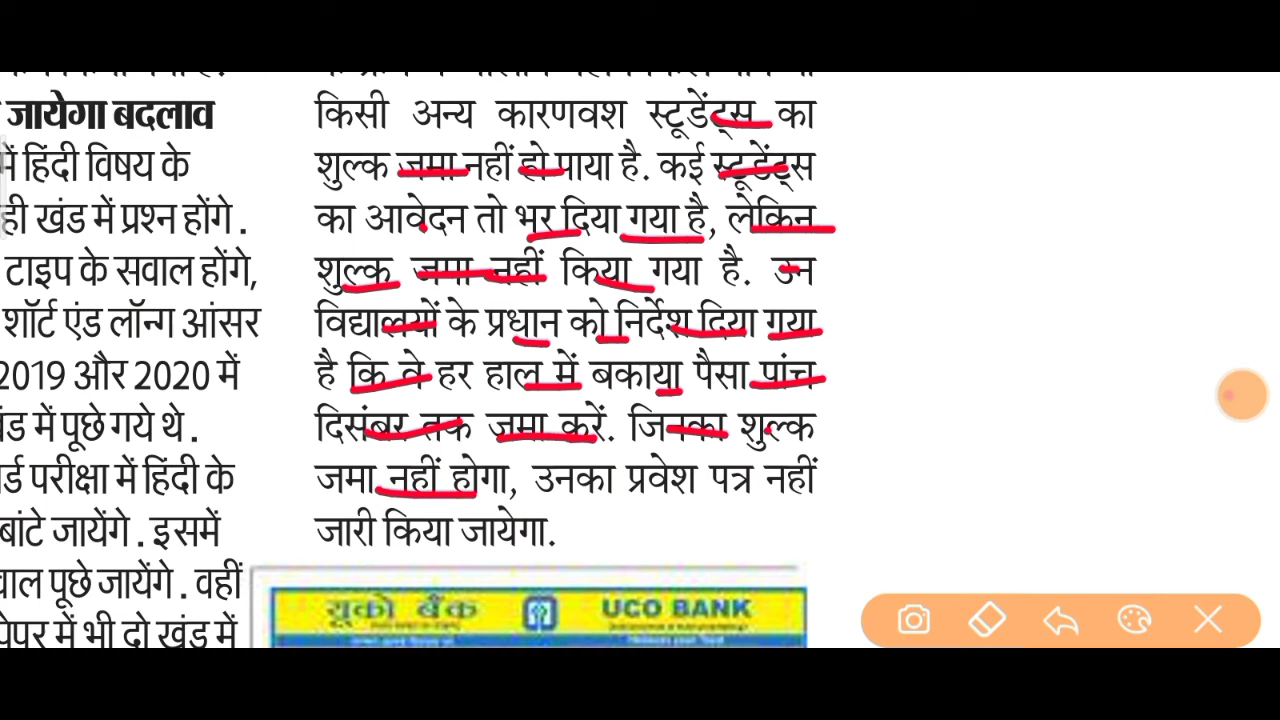 जायेगा बदलाव
में हिंदी विषय के
ही खंड में प्रश्न होंगे .
टाइप के सवाल होंगे,
शॉर्ट एंड लॉन्ग आंसर
2019 और 2020 में
में पूछे गये थे .
परीक्षा में हिंदी के
बांटे जायेंगे . इसमें
पूछे जायेंगे . वहीं
में भी दो खंड में
किसी अन्य कारणवश स्टूडेंट्स का
शुल्क जमा नहीं हो पाया है. कई स्टूडेंट्स
का आवेदन तो भर दिया गया है, लेकिन
शुल्क जमा नहीं किया गया है. उन
विद्यालयों के प्रधान को निर्देश दिया गया
है कि वे हर हाल में बकाया पैसा पांच
दिसंबर तक जमा करें. जिनका शुल्क
जमा नहीं होगा, उनका प्रवेश पत्र नहीं
जारी किया जायेगा.
यूको बैंक UCO BANK